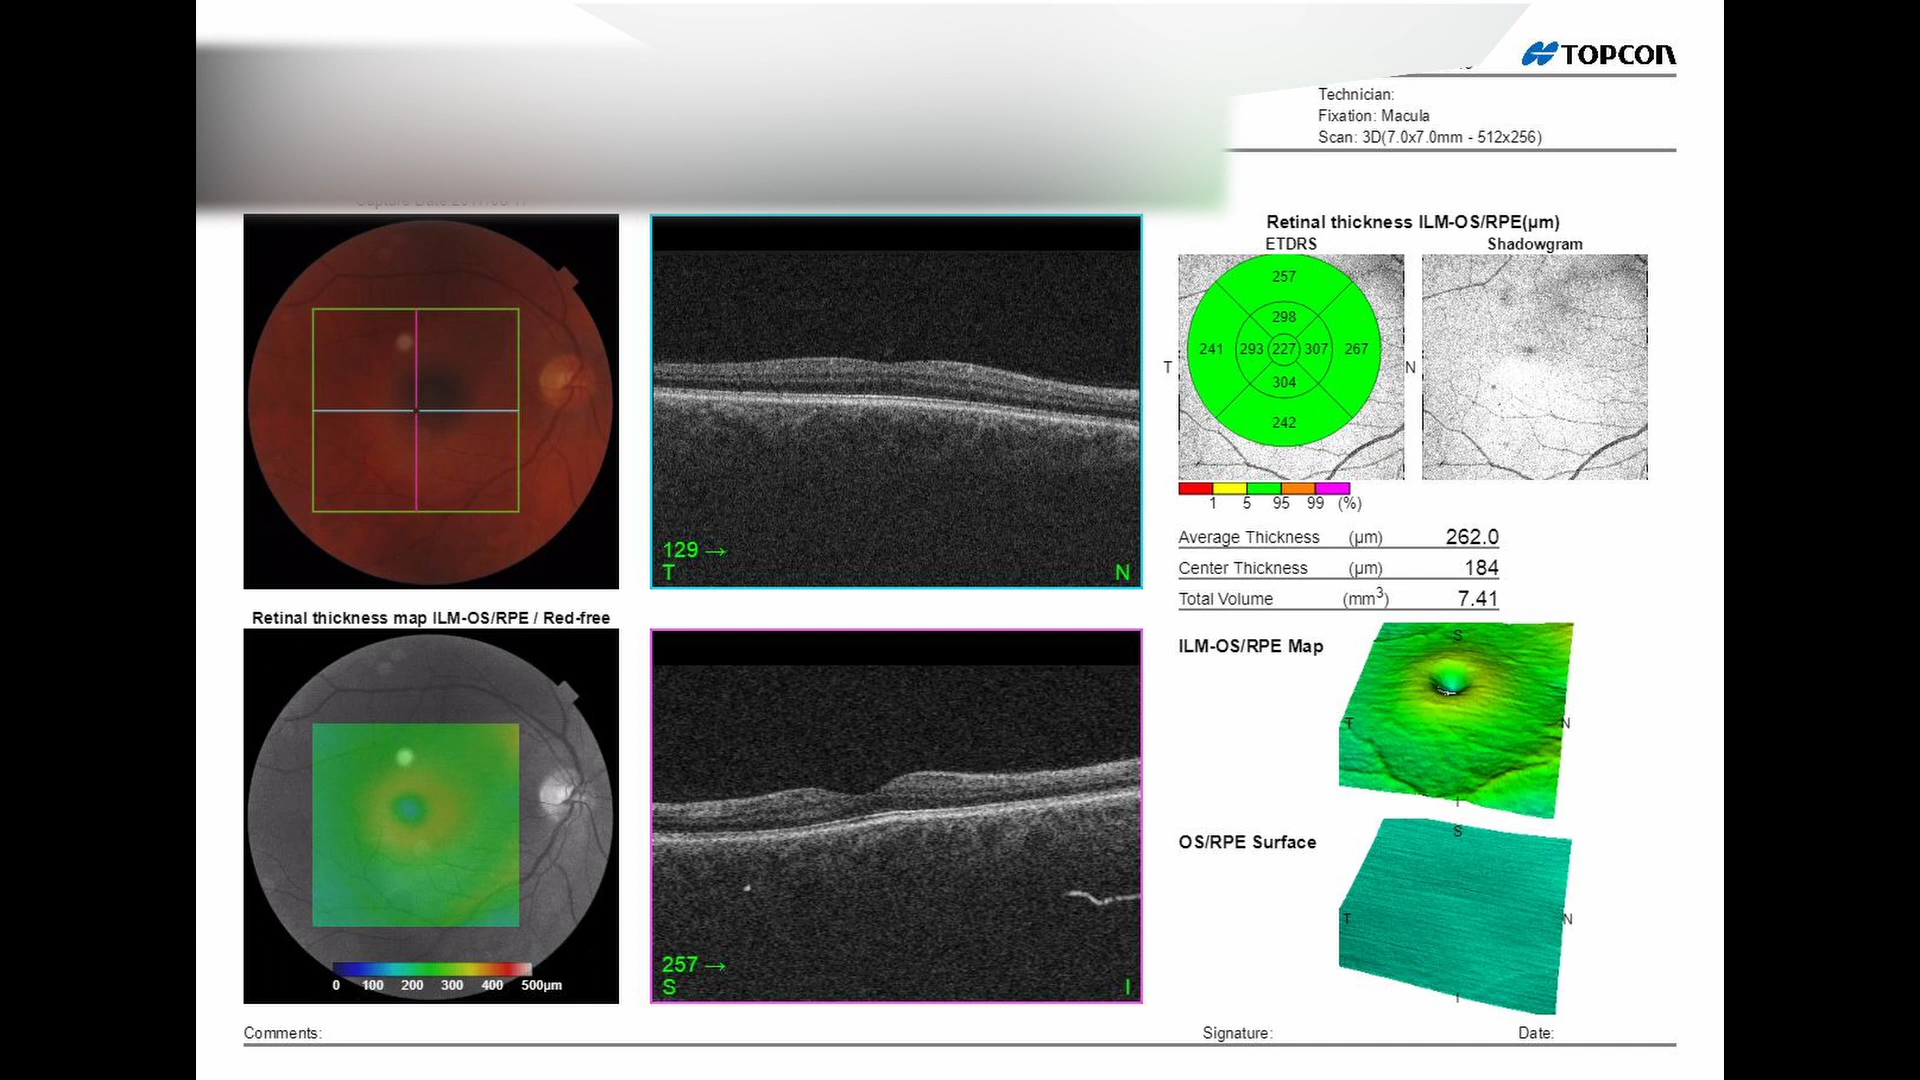 TOPCON
Technician:
Fixation: Macula
Scan: 3D(7.0x7.0mm - 512x256)
Retinal thickness ILM-OS/RPE(µm)
ETDRS Shadowgram
257
298
241 293 227 307 267
304
242
T N
1 5 95 99 (%)
129 →
T N
Average Thickness (µm) 262.0
Center Thickness (µm) 184
Total Volume (mm³) 7.41
Retinal thickness map ILM-OS/RPE / Red-free
0 100 200 300 400 500µm
257 →
S I
ILM-OS/RPE Map
S
T N
I
OS/RPE Surface
S
T N
I
Comments: Signature: Date: